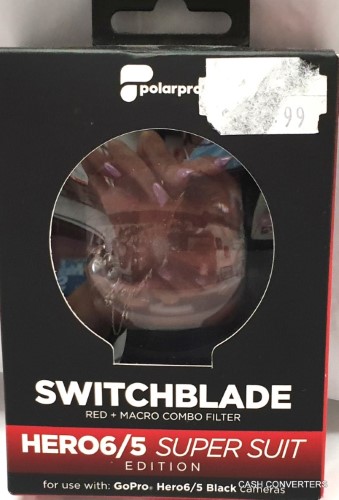 polarpro
99
SWITCHBLADE
RED + MACRO COMBO FILTER
HERO6/5 SUPER SUIT
EDITION
for use with: GoPro® Hero6/5 Black cameras
CASH CONVERTERS